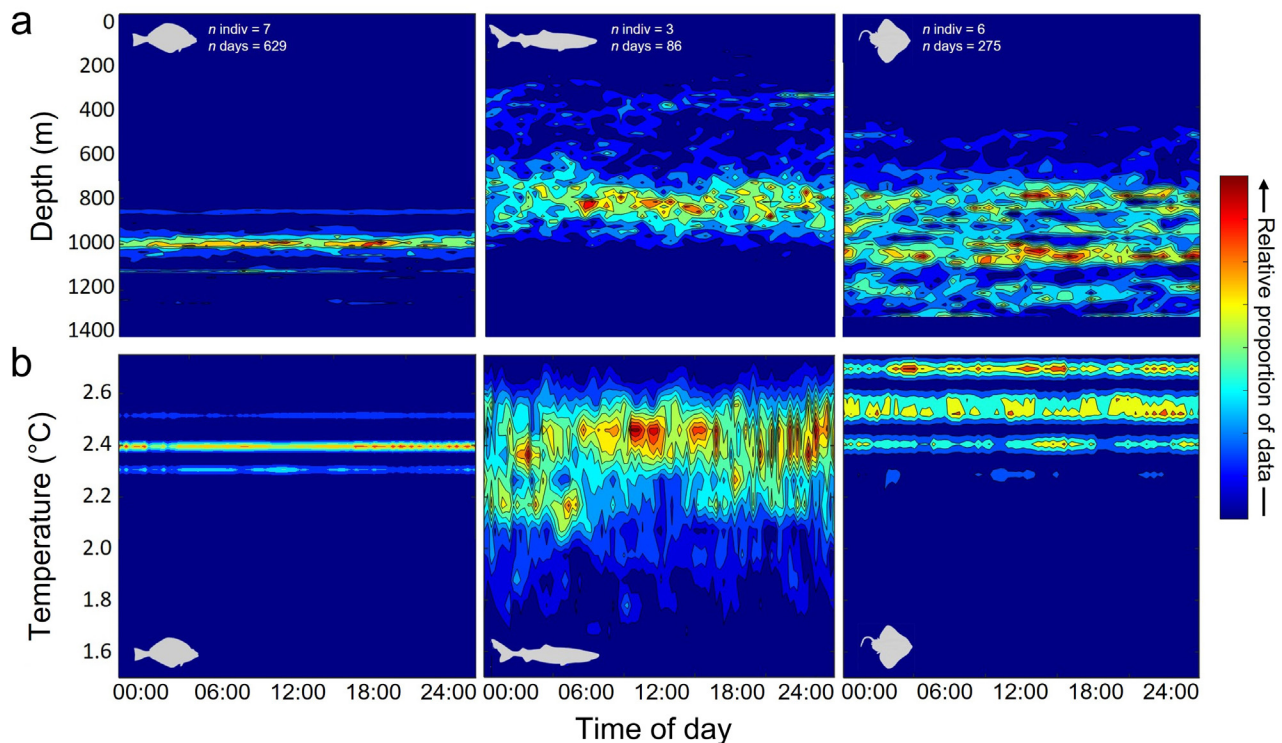 a
n indiv = 7
n days = 629
n indiv = 3
n days = 86
n indiv = 6
n days = 275
0
200
400
600
800
1000
1200
1400
Depth (m)
b
2.6
2.4
2.2
2.0
1.8
1.6
Temperature (°C)
00:00 06:00 12:00 18:00 24:00
00:00 06:00 12:00 18:00 24:00
00:00 06:00 12:00 18:00 24:00
Time of day
Relative proportion of data